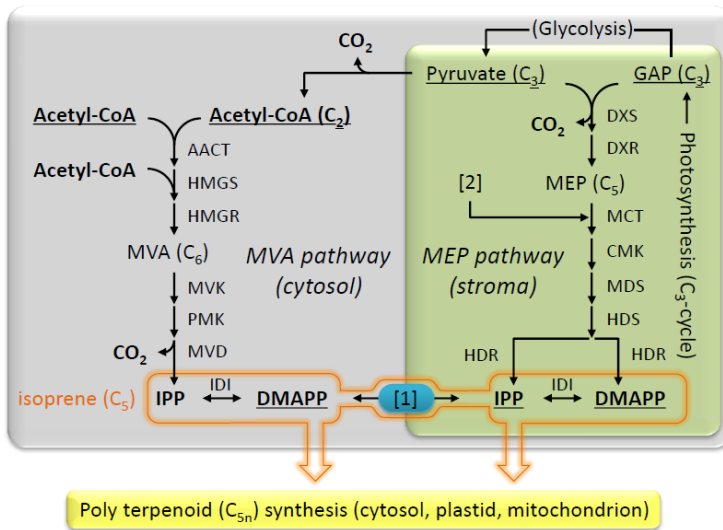 (Glycolysis)
CO₂
Pyruvate (C₃)
GAP (C₃)
Acetyl-CoA
Acetyl-CoA (C₂)
CO₂
DXS
AACT
DXR
Acetyl-CoA
HMGS
[2]
MEP (C₅)
HMGR
MCT
MVA (C₆)
MVA pathway
(cytosol)
MEP pathway
(stroma)
CMK
MVK
MDS
PMK
HDS
CO₂
MVD
HDR
HDR
Photosynthesis (C₃-cycle)
isoprene (C₅)
IPP
IDI
DMAPP
[1]
IPP
IDI
DMAPP
Poly terpenoid (C₅ₙ) synthesis (cytosol, plastid, mitochondrion)